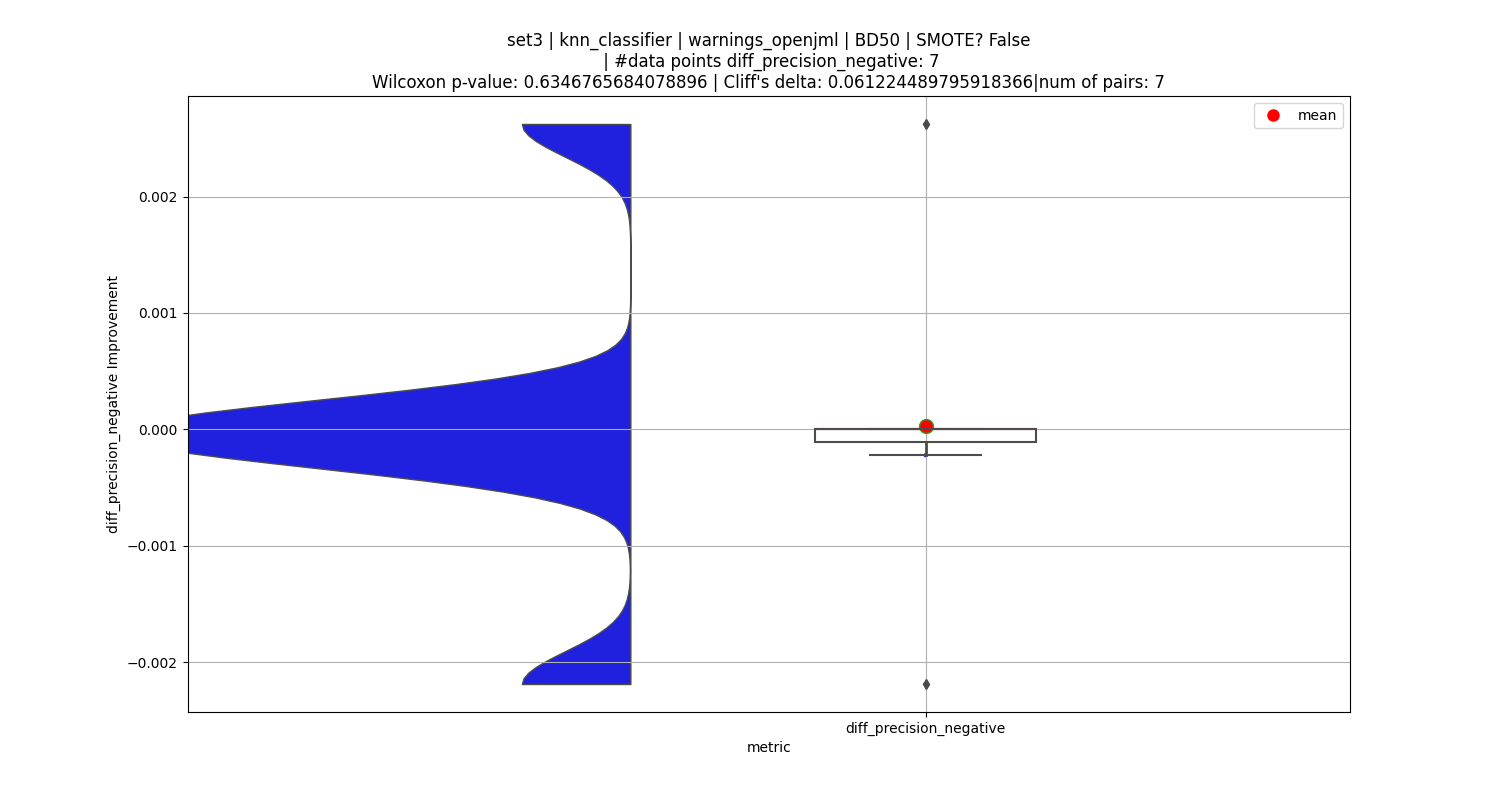 set3 | knn_classifier | warnings_openjml | BD50 | SMOTE? False
| #data points diff_precision_negative: 7
Wilcoxon p-value: 0.6346765684078896 | Cliff's delta: 0.061224489795918366|num of pairs: 7
mean
0.002
0.001
0.000
−0.001
−0.002
diff_precision_negative Improvement
diff_precision_negative
metric